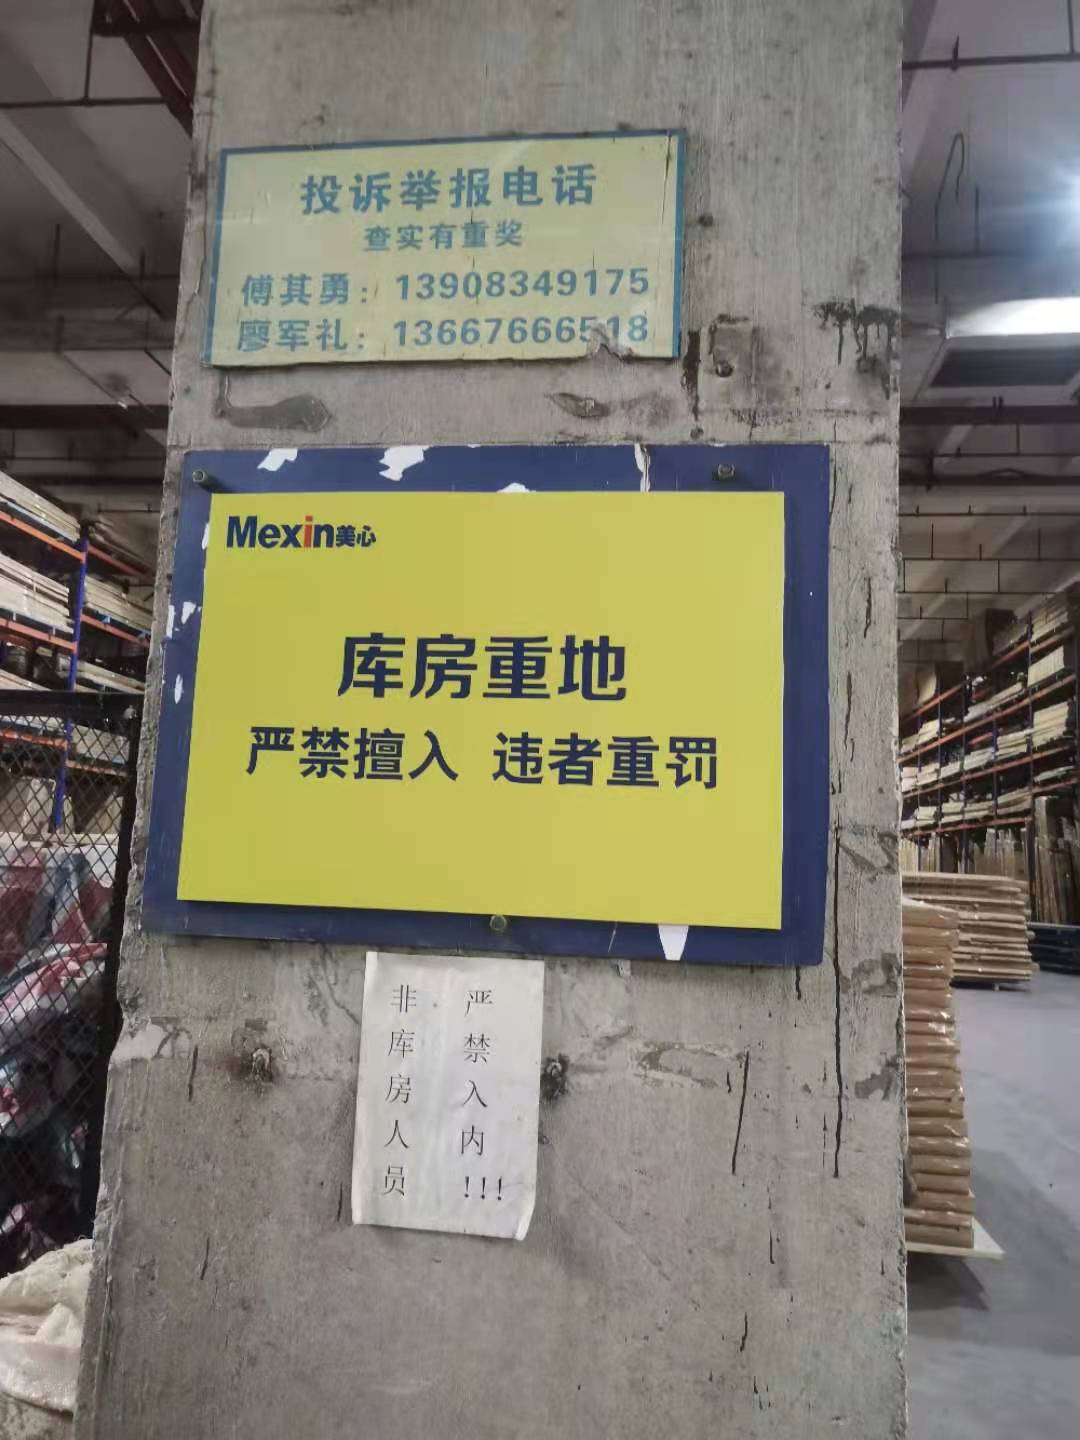 投诉举报电话
查实有重奖
傅其勇：13908349175
廖军礼：13667666518
Mexin美心
库房重地
严禁擅入 违者重罚
非库房人员
严禁入内!!!